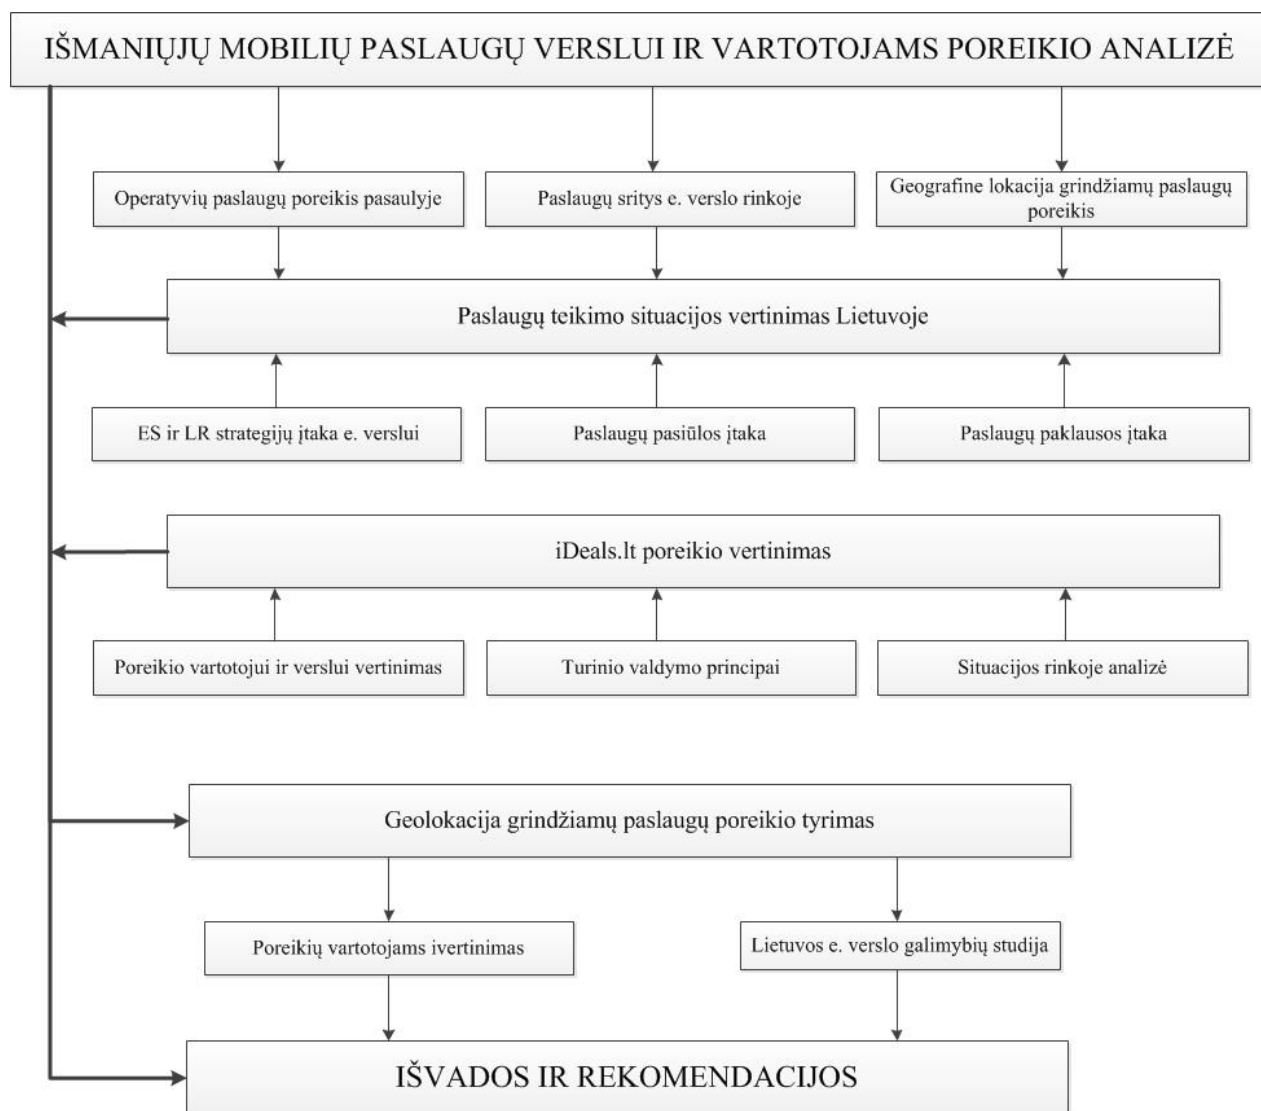 IŠMANIŲJŲ MOBILIŲ PASLAUGŲ VERSLUI IR VARTOTOJAMS POREIKIO ANALIZĖ
Operatyvių paslaugų poreikis pasaulyje
Paslaugų sritys e. verslo rinkoje
Geografine lokacija grindžiamų paslaugų
poreikis
Paslaugų teikimo situacijos vertinimas Lietuvoje
ES ir LR strategijų įtaka e. verslui
Paslaugų pasiūlos įtaka
Paslaugų paklausos įtaka
iDeals.lt poreikio vertinimas
Poreikio vartotojui ir verslui vertinimas
Turinio valdymo principai
Situacijos rinkoje analizė
Geolokacija grindžiamų paslaugų poreikio tyrimas
Poreikių vartotojams ivertinimas
Lietuvos e. verslo galimybių studija
IŠVADOS IR REKOMENDACIJOS